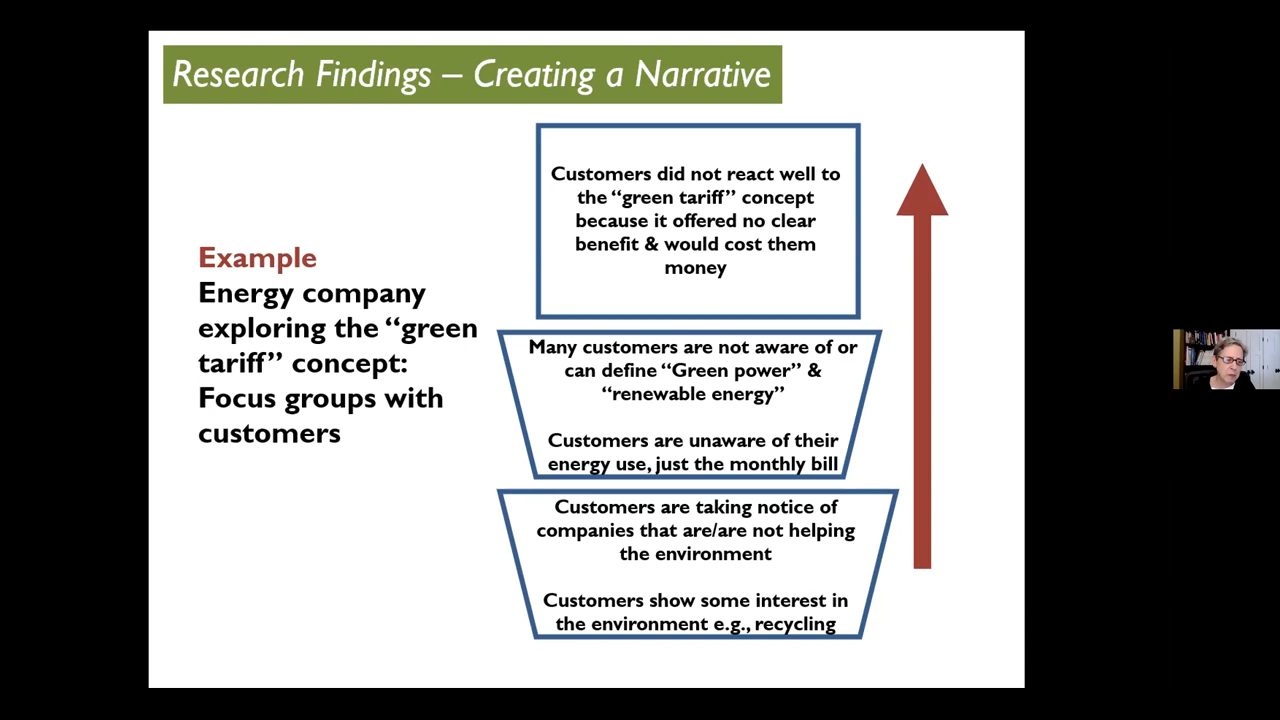 Research Findings – Creating a Narrative
Example
Energy company
exploring the “green
tariff” concept:
Focus groups with
customers
Customers did not react well to
the “green tariff” concept
because it offered no clear
benefit & would cost them
money
Many customers are not aware of or
can define “Green power” &
“renewable energy”
Customers are unaware of their
energy use, just the monthly bill
Customers are taking notice of
companies that are/are not helping
the environment
Customers show some interest in
the environment e.g., recycling